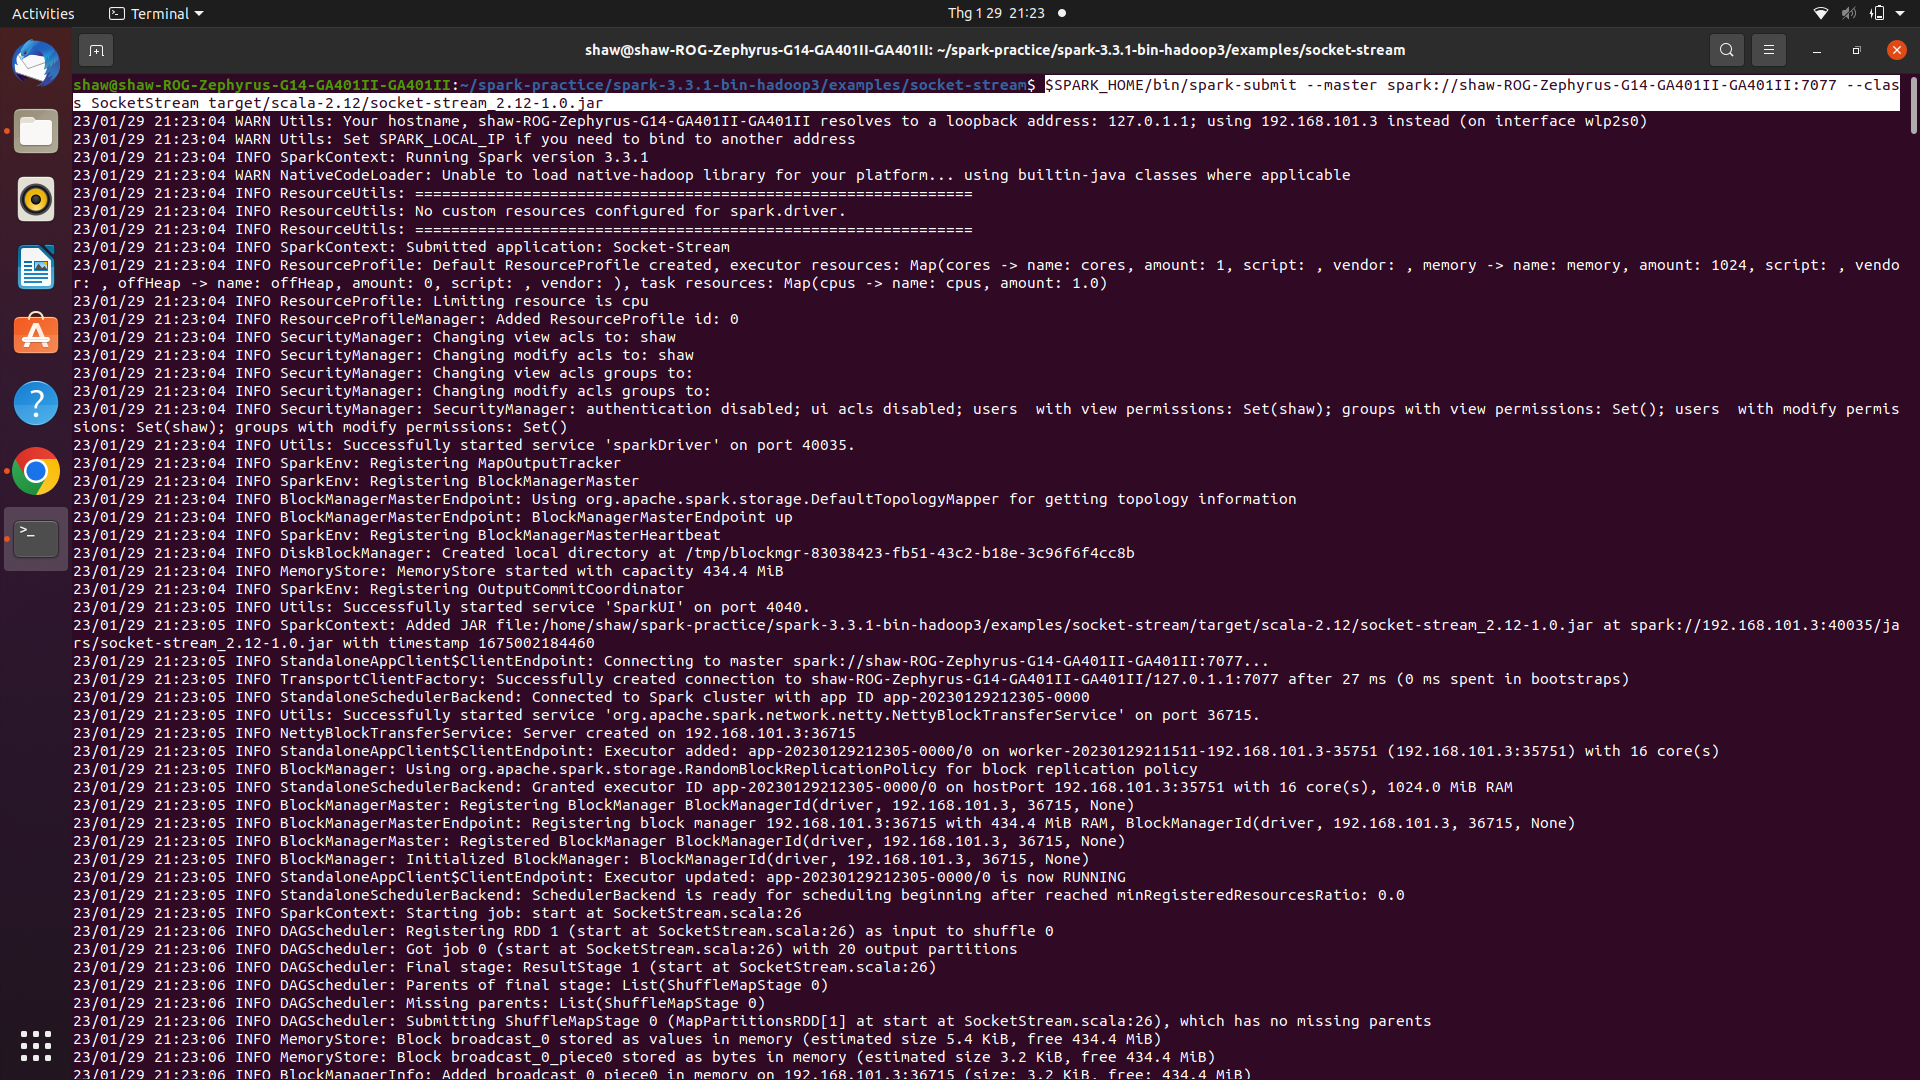 Activities
Terminal
Thg 1 29 21:23
shaw@shaw-ROG-Zephyrus-G14-GA401II-GA401II: ~/spark-practice/spark-3.3.1-bin-hadoop3/examples/socket-stream
shaw@shaw-ROG-Zephyrus-G14-GA401II-GA401II:~/spark-practice/spark-3.3.1-bin-hadoop3/examples/socket-stream$ $SPARK_HOME/bin/spark-submit --master spark://shaw-ROG-Zephyrus-G14-GA401II-GA401II:7077 --clas
s SocketStream target/scala-2.12/socket-stream_2.12-1.0.jar
23/01/29 21:23:04 WARN Utils: Your hostname, shaw-ROG-Zephyrus-G14-GA401II-GA401II resolves to a loopback address: 127.0.1.1; using 192.168.101.3 instead (on interface wlp2s0)
23/01/29 21:23:04 WARN Utils: Set SPARK_LOCAL_IP if you need to bind to another address
23/01/29 21:23:04 INFO SparkContext: Running Spark version 3.3.1
23/01/29 21:23:04 WARN NativeCodeLoader: Unable to load native-hadoop library for your platform... using builtin-java classes where applicable
23/01/29 21:23:04 INFO ResourceUtils: ==============================================================
23/01/29 21:23:04 INFO ResourceUtils: No custom resources configured for spark.driver.
23/01/29 21:23:04 INFO ResourceUtils: ==============================================================
23/01/29 21:23:04 INFO SparkContext: Submitted application: Socket-Stream
23/01/29 21:23:04 INFO ResourceProfile: Default ResourceProfile created, executor resources: Map(cores -> name: cores, amount: 1, script: , vendor: , memory -> name: memory, amount: 1024, script: , vendo
r: , offHeap -> name: offHeap, amount: 0, script: , vendor: ), task resources: Map(cpus -> name: cpus, amount: 1.0)
23/01/29 21:23:04 INFO ResourceProfile: Limiting resource is cpu
23/01/29 21:23:04 INFO ResourceProfileManager: Added ResourceProfile id: 0
23/01/29 21:23:04 INFO SecurityManager: Changing view acls to: shaw
23/01/29 21:23:04 INFO SecurityManager: Changing modify acls to: shaw
23/01/29 21:23:04 INFO SecurityManager: Changing view acls groups to:
23/01/29 21:23:04 INFO SecurityManager: Changing modify acls groups to:
23/01/29 21:23:04 INFO SecurityManager: SecurityManager: authentication disabled; ui acls disabled; users  with view permissions: Set(shaw); groups with view permissions: Set(); users  with modify permis
sions: Set(shaw); groups with modify permissions: Set()
23/01/29 21:23:04 INFO Utils: Successfully started service 'sparkDriver' on port 40035.
23/01/29 21:23:04 INFO SparkEnv: Registering MapOutputTracker
23/01/29 21:23:04 INFO SparkEnv: Registering BlockManagerMaster
23/01/29 21:23:04 INFO BlockManagerMasterEndpoint: Using org.apache.spark.storage.DefaultTopologyMapper for getting topology information
23/01/29 21:23:04 INFO BlockManagerMasterEndpoint: BlockManagerMasterEndpoint up
23/01/29 21:23:04 INFO SparkEnv: Registering BlockManagerMasterHeartbeat
23/01/29 21:23:04 INFO DiskBlockManager: Created local directory at /tmp/blockmgr-83038423-fb51-43c2-b18e-3c96f6f4cc8b
23/01/29 21:23:04 INFO MemoryStore: MemoryStore started with capacity 434.4 MiB
23/01/29 21:23:04 INFO SparkEnv: Registering OutputCommitCoordinator
23/01/29 21:23:05 INFO Utils: Successfully started service 'SparkUI' on port 4040.
23/01/29 21:23:05 INFO SparkContext: Added JAR file:/home/shaw/spark-practice/spark-3.3.1-bin-hadoop3/examples/socket-stream/target/scala-2.12/socket-stream_2.12-1.0.jar at spark://192.168.101.3:40035/ja
rs/socket-stream_2.12-1.0.jar with timestamp 1675002184460
23/01/29 21:23:05 INFO StandaloneAppClient$ClientEndpoint: Connecting to master spark://shaw-ROG-Zephyrus-G14-GA401II-GA401II:7077...
23/01/29 21:23:05 INFO TransportClientFactory: Successfully created connection to shaw-ROG-Zephyrus-G14-GA401II-GA401II/127.0.1.1:7077 after 27 ms (0 ms spent in bootstraps)
23/01/29 21:23:05 INFO StandaloneSchedulerBackend: Connected to Spark cluster with app ID app-20230129212305-0000
23/01/29 21:23:05 INFO Utils: Successfully started service 'org.apache.spark.network.netty.NettyBlockTransferService' on port 36715.
23/01/29 21:23:05 INFO NettyBlockTransferService: Server created on 192.168.101.3:36715
23/01/29 21:23:05 INFO StandaloneAppClient$ClientEndpoint: Executor added: app-20230129212305-0000/0 on worker-20230129211511-192.168.101.3-35751 (192.168.101.3:35751) with 16 core(s)
23/01/29 21:23:05 INFO BlockManager: Using org.apache.spark.storage.RandomBlockReplicationPolicy for block replication policy
23/01/29 21:23:05 INFO StandaloneSchedulerBackend: Granted executor ID app-20230129212305-0000/0 on hostPort 192.168.101.3:35751 with 16 core(s), 1024.0 MiB RAM
23/01/29 21:23:05 INFO BlockManagerMaster: Registering BlockManager BlockManagerId(driver, 192.168.101.3, 36715, None)
23/01/29 21:23:05 INFO BlockManagerMasterEndpoint: Registering block manager 192.168.101.3:36715 with 434.4 MiB RAM, BlockManagerId(driver, 192.168.101.3, 36715, None)
23/01/29 21:23:05 INFO BlockManagerMaster: Registered BlockManager BlockManagerId(driver, 192.168.101.3, 36715, None)
23/01/29 21:23:05 INFO BlockManager: Initialized BlockManager: BlockManagerId(driver, 192.168.101.3, 36715, None)
23/01/29 21:23:05 INFO StandaloneAppClient$ClientEndpoint: Executor updated: app-20230129212305-0000/0 is now RUNNING
23/01/29 21:23:05 INFO StandaloneSchedulerBackend: SchedulerBackend is ready for scheduling beginning after reached minRegisteredResourcesRatio: 0.0
23/01/29 21:23:05 INFO SparkContext: Starting job: start at SocketStream.scala:26
23/01/29 21:23:06 INFO DAGScheduler: Registering RDD 1 (start at SocketStream.scala:26) as input to shuffle 0
23/01/29 21:23:06 INFO DAGScheduler: Got job 0 (start at SocketStream.scala:26) with 20 output partitions
23/01/29 21:23:06 INFO DAGScheduler: Final stage: ResultStage 1 (start at SocketStream.scala:26)
23/01/29 21:23:06 INFO DAGScheduler: Parents of final stage: List(ShuffleMapStage 0)
23/01/29 21:23:06 INFO DAGScheduler: Missing parents: List(ShuffleMapStage 0)
23/01/29 21:23:06 INFO DAGScheduler: Submitting ShuffleMapStage 0 (MapPartitionsRDD[1] at start at SocketStream.scala:26), which has no missing parents
23/01/29 21:23:06 INFO MemoryStore: Block broadcast_0 stored as values in memory (estimated size 5.4 KiB, free 434.4 MiB)
23/01/29 21:23:06 INFO MemoryStore: Block broadcast_0_piece0 stored as bytes in memory (estimated size 3.2 KiB, free 434.4 MiB)
23/01/29 21:23:06 INFO BlockManagerInfo: Added broadcast_0_piece0 in memory on 192.168.101.3:36715 (size: 3.2 KiB, free: 434.4 MiB)